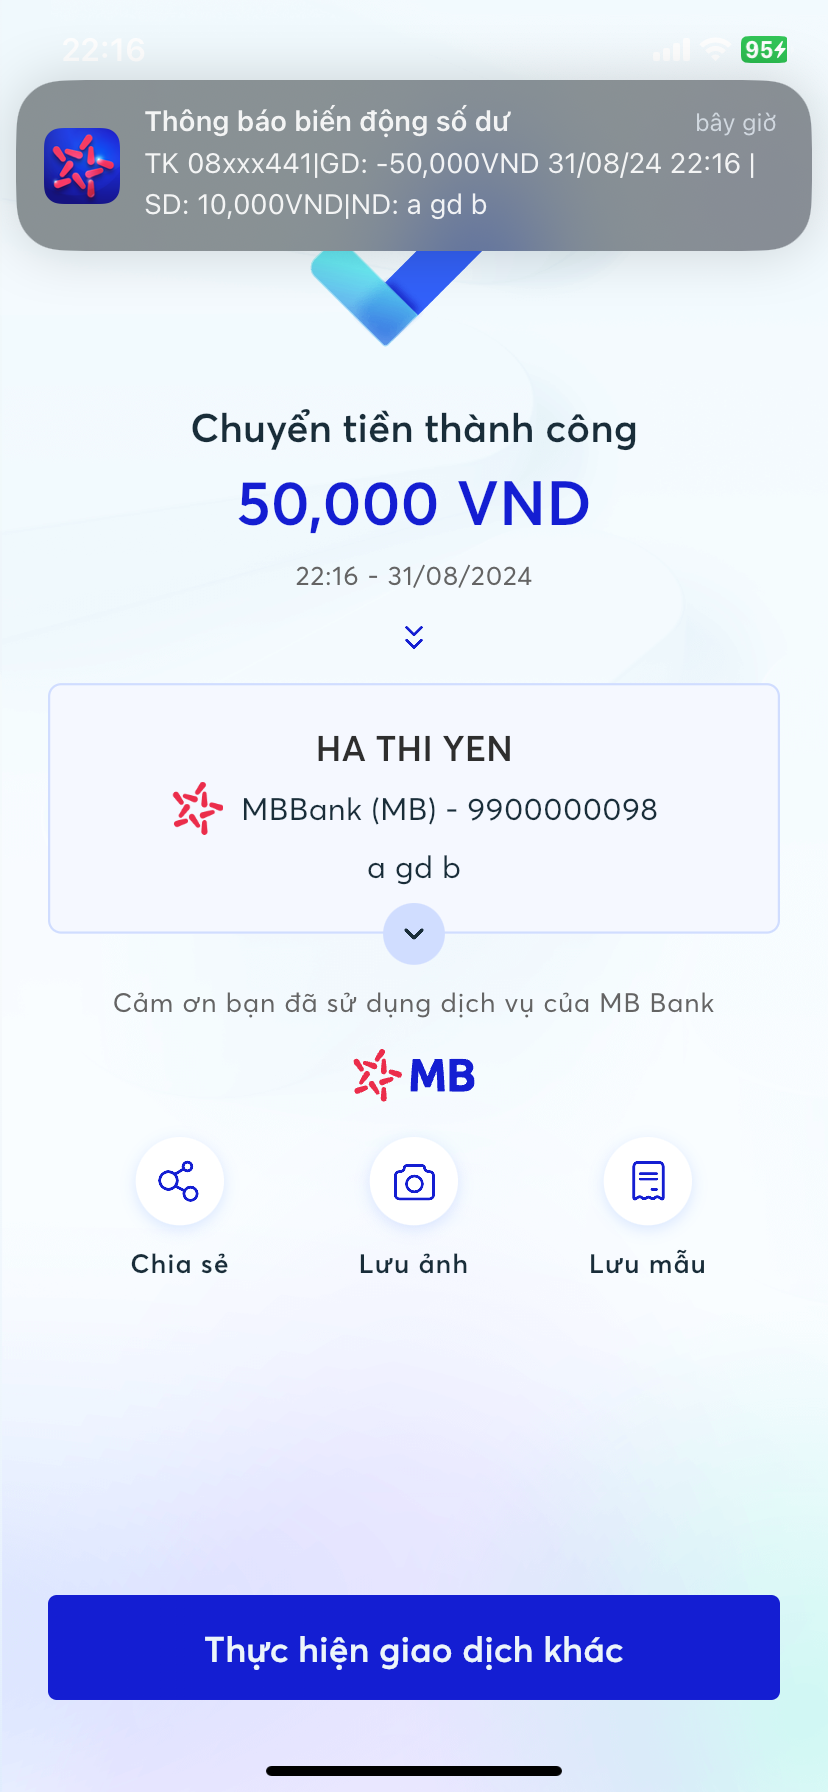 22:16
95
Thông báo biến động số dư
bây giờ
TK 08xxx441|GD: -50,000VND 31/08/24 22:16 |
SD: 10,000VND|ND: a gd b
Chuyển tiền thành công
50,000 VND
22:16 - 31/08/2024
HA THI YEN
MBBank (MB) - 9900000098
a gd b
Cảm ơn bạn đã sử dụng dịch vụ của MB Bank
MB
Chia sẻ
Lưu ảnh
Lưu mẫu
Thực hiện giao dịch khác